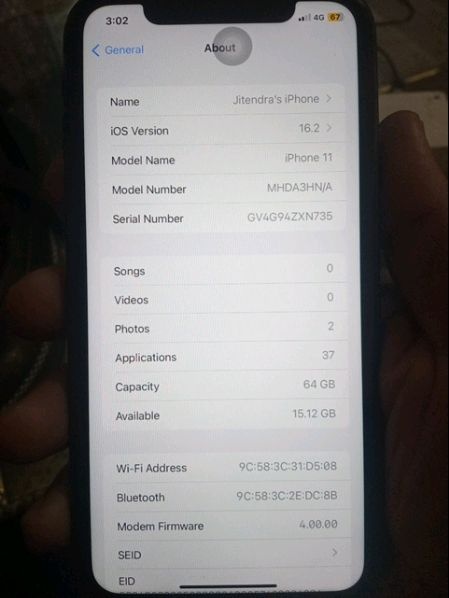 3:02
4G 67
General
About
Name Jitendra's iPhone
iOS Version 16.2
Model Name iPhone 11
Model Number MHDA3HN/A
Serial Number GV4G94ZXN735
Songs 0
Videos 0
Photos 2
Applications 37
Capacity 64 GB
Available 15.12 GB
Wi-Fi Address 9C:58:3C:31:D5:08
Bluetooth 9C:58:3C:2E:DC:8B
Modem Firmware 4.00.00
SEID
EID